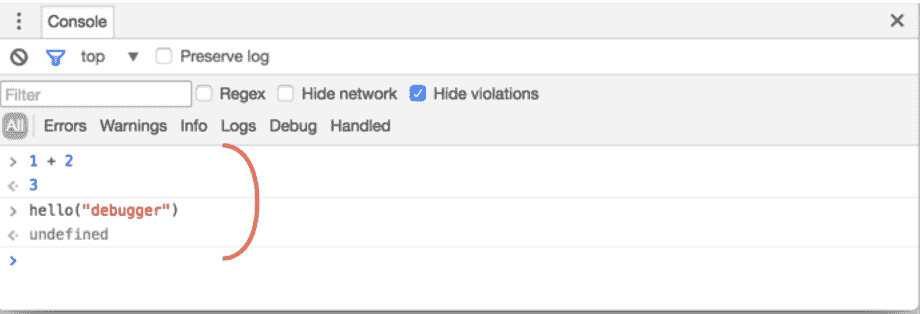 Console
top ▼ Preserve log
Filter Regex Hide network Hide violations
All Errors Warnings Info Logs Debug Handled
> 1 + 2
3
> hello("debugger")
undefined
>